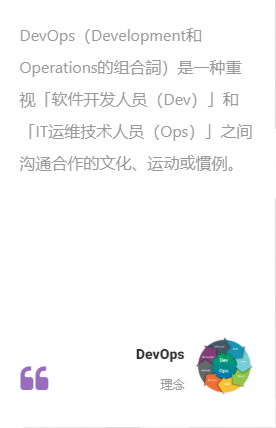 DevOps（Development和
Operations的组合詞）是一种重
视「软件开发人员（Dev）」和
「IT运维技术人员（Ops）」之间
沟通合作的文化、运动或慣例。
DevOps
理念
Dev
Ops